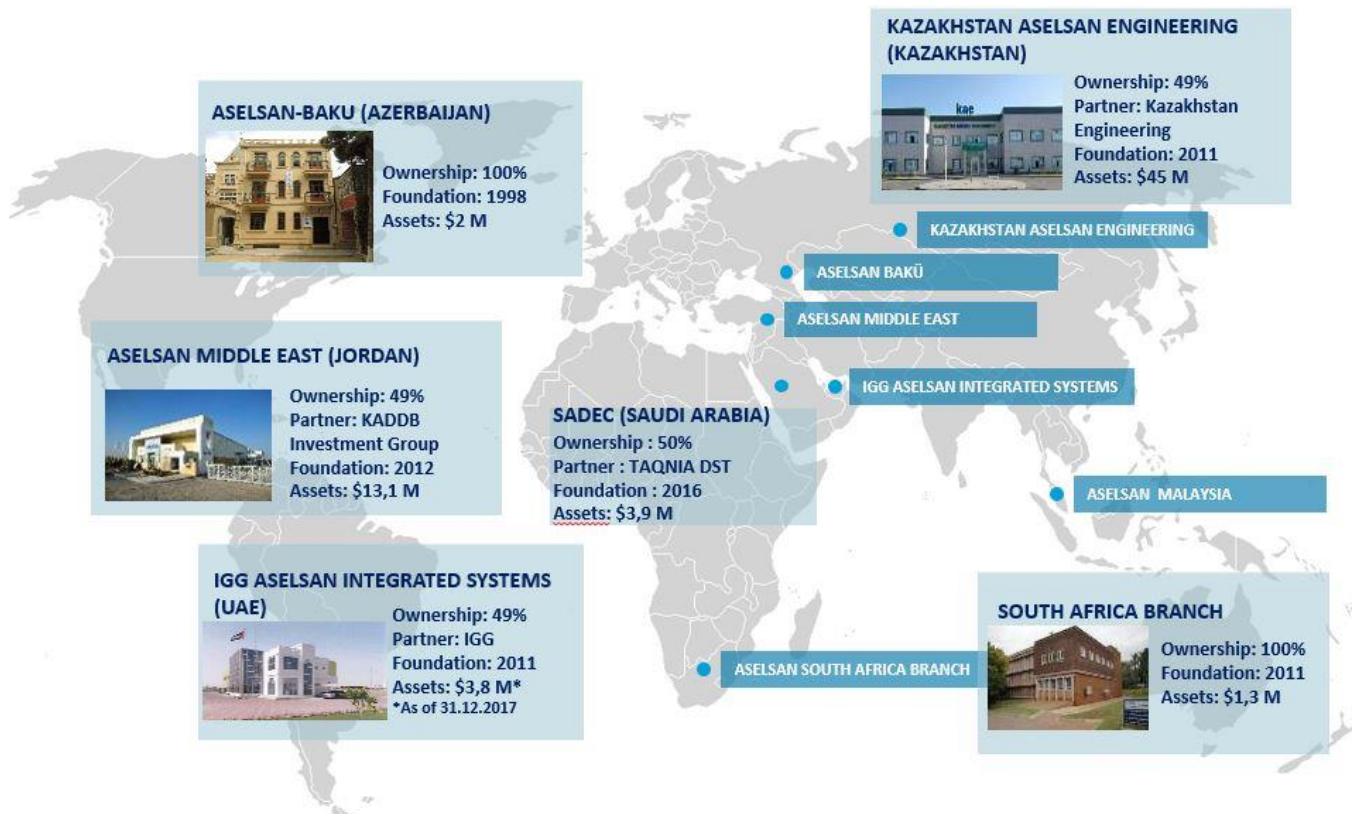 KAZAKHSTAN ASELSAN ENGINEERING
(KAZAKHSTAN)
kae
Ownership: 49%
Partner: Kazakhstan
Engineering
Foundation: 2011
Assets: $45 M
ASELSAN-BAKU (AZERBAIJAN)
Ownership: 100%
Foundation: 1998
Assets: $2 M
KAZAKHSTAN ASELSAN ENGINEERING
ASELSAN BAKÜ
ASELSAN MIDDLE EAST
IGG ASELSAN INTEGRATED SYSTEMS
ASELSAN MIDDLE EAST (JORDAN)
Ownership: 49%
Partner: KADDB
Investment Group
Foundation: 2012
Assets: $13,1 M
SADEC (SAUDI ARABIA)
Ownership : 50%
Partner : TAQNIA DST
Foundation : 2016
Assets: $3,9 M
ASELSAN  MALAYSIA
IGG ASELSAN INTEGRATED SYSTEMS
(UAE)
Ownership: 49%
Partner: IGG
Foundation: 2011
Assets: $3,8 M*
*As of 31.12.2017
ASELSAN SOUTH AFRICA BRANCH
SOUTH AFRICA BRANCH
Ownership: 100%
Foundation: 2011
Assets: $1,3 M